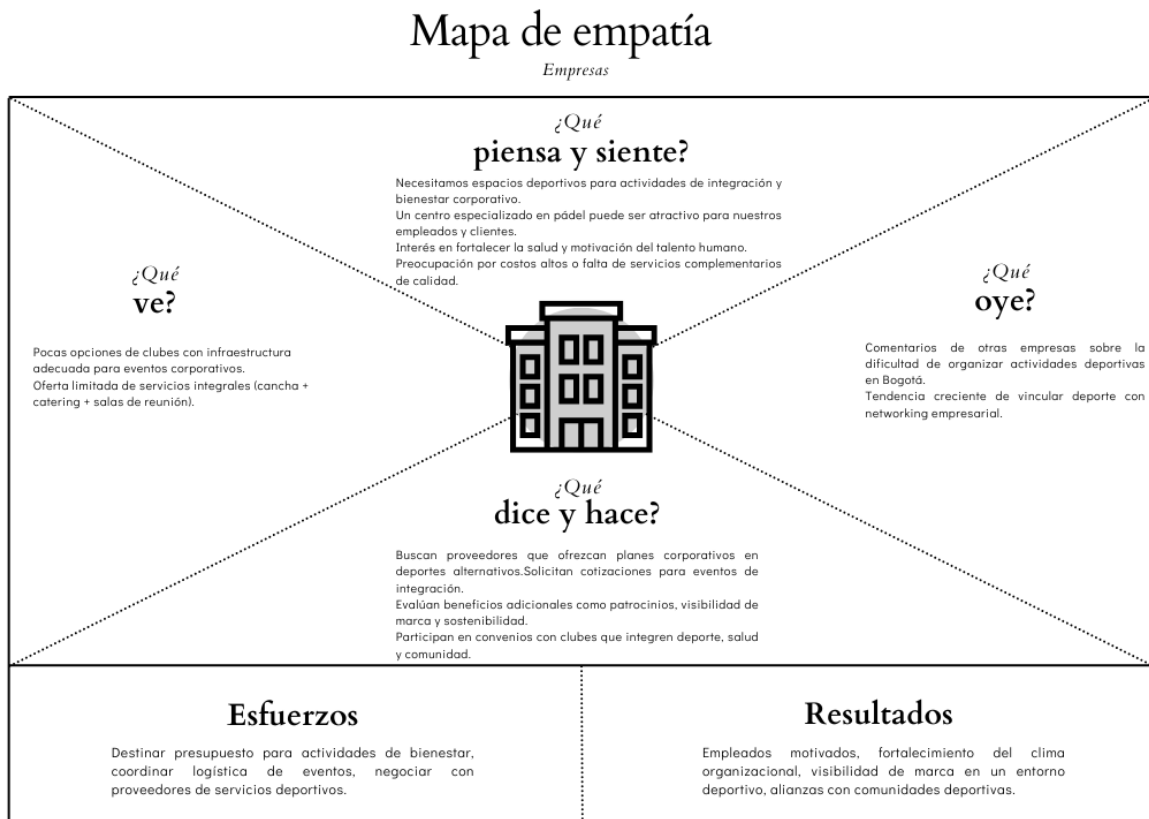 Mapa de empatía
Empresas
¿Qué
piensa y siente?
Necesitamos espacios deportivos para actividades de integración y
bienestar corporativo.
Un centro especializado en pádel puede ser atractivo para nuestros
empleados y clientes.
Interés en fortalecer la salud y motivación del talento humano.
Preocupación por costos altos o falta de servicios complementarios
de calidad.
¿Qué
ve?
Pocas opciones de clubes con infraestructura
adecuada para eventos corporativos.
Oferta limitada de servicios integrales (cancha +
catering + salas de reunión).
¿Qué
oye?
Comentarios de otras empresas sobre la
dificultad de organizar actividades deportivas
en Bogotá.
Tendencia creciente de vincular deporte con
networking empresarial.
¿Qué
dice y hace?
Buscan proveedores que ofrezcan planes corporativos en
deportes alternativos.Solicitan cotizaciones para eventos de
integración.
Evalúan beneficios adicionales como patrocinios, visibilidad de
marca y sostenibilidad.
Participan en convenios con clubes que integren deporte, salud
y comunidad.
Esfuerzos
Destinar presupuesto para actividades de bienestar,
coordinar logística de eventos, negociar con
proveedores de servicios deportivos.
Resultados
Empleados motivados, fortalecimiento del clima
organizacional, visibilidad de marca en un entorno
deportivo, alianzas con comunidades deportivas.